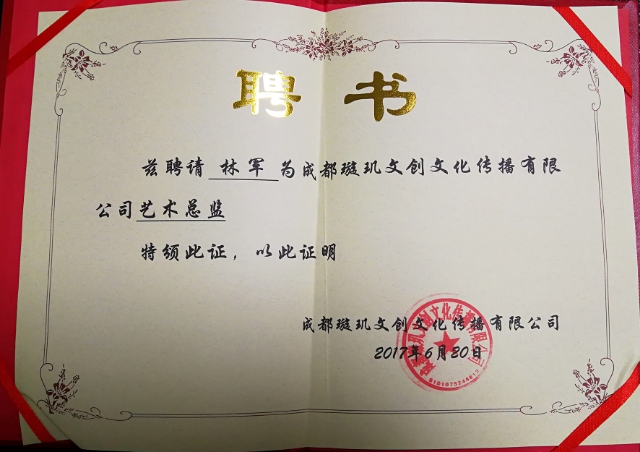 聘书
兹聘请 林军 为成都璇玑文创文化传播有限
公司艺术总监
特颁此证，以此证明
成都璇玑文创文化传播有限公司
2017年6月20日